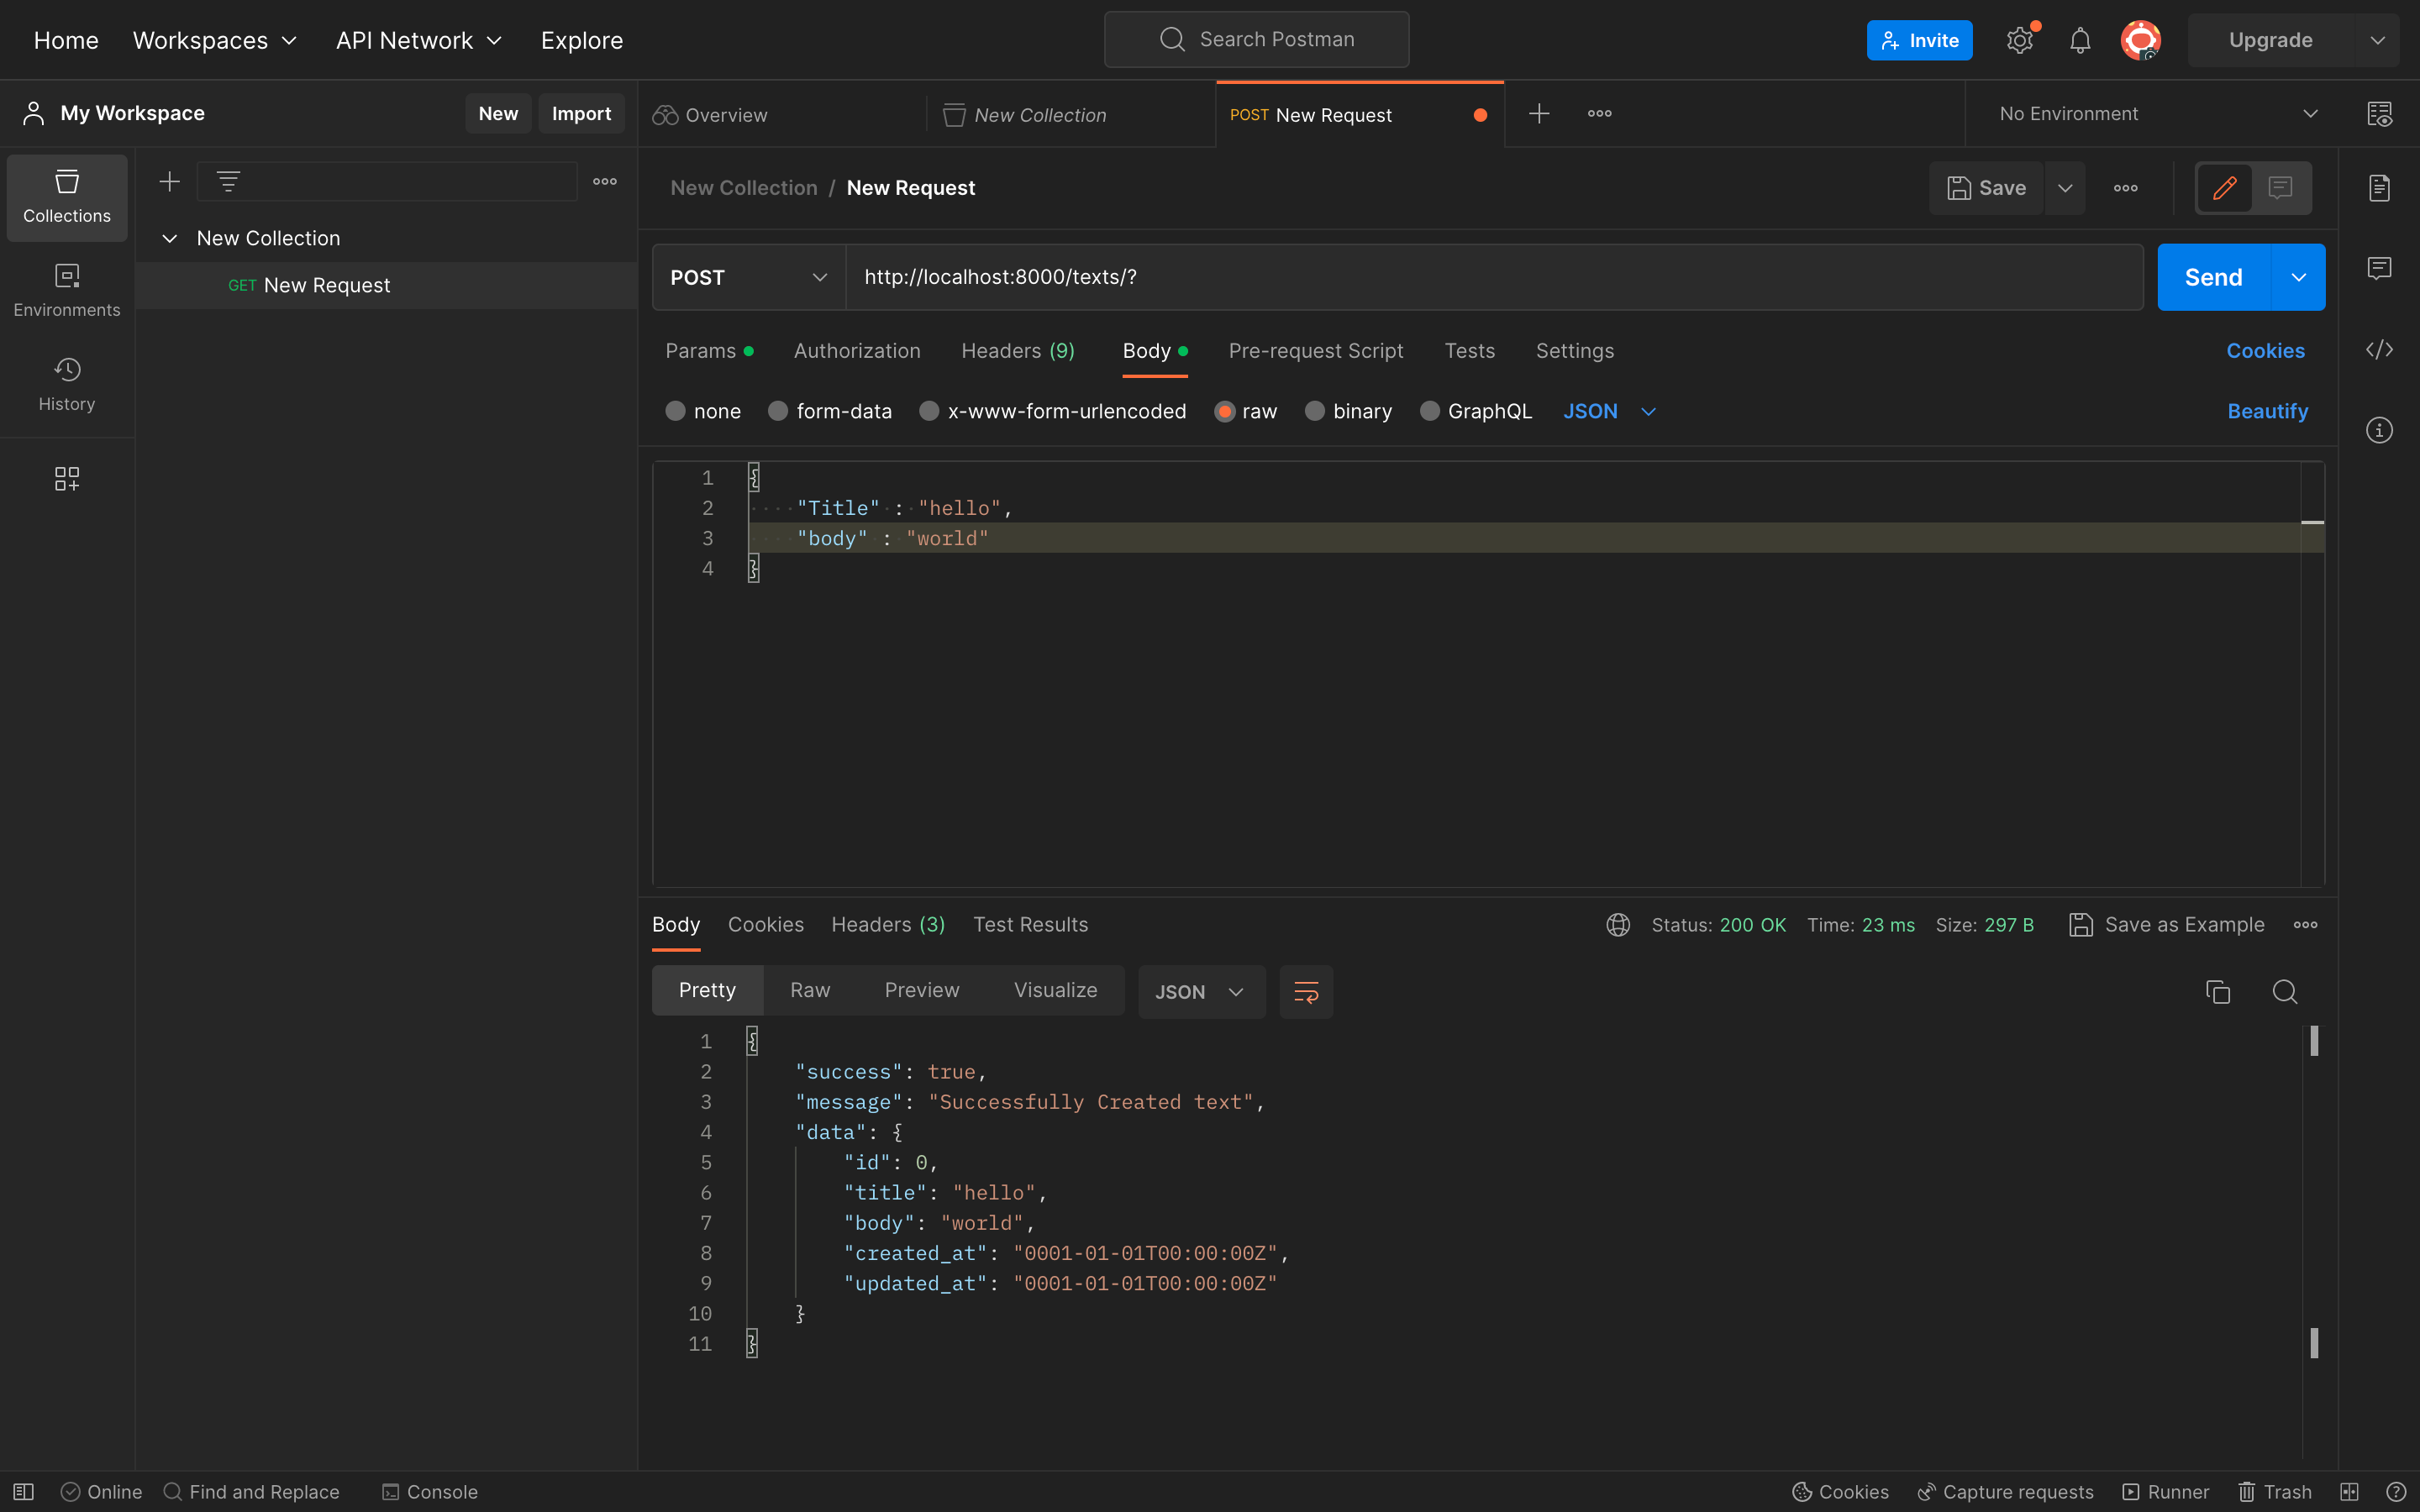 Home Workspaces API Network Explore Search Postman Invite Upgrade
My Workspace New Import Overview New Collection POST New Request No Environment
Collections
New Collection / New Request Save
New Collection
GET New Request
Environments
History
POST http://localhost:8000/texts/? Send
Params Authorization Headers (9) Body Pre-request Script Tests Settings Cookies
none form-data x-www-form-urlencoded raw binary GraphQL JSON Beautify
1 {
2 "Title" : "hello",
3 "body" : "world"
4 }
Body Cookies Headers (3) Test Results Status: 200 OK Time: 23 ms Size: 297 B Save as Example
Pretty Raw Preview Visualize JSON
1 {
2 "success": true,
3 "message": "Successfully Created text",
4 "data": {
5 "id": 0,
6 "title": "hello",
7 "body": "world",
8 "created_at": "0001-01-01T00:00:00Z",
9 "updated_at": "0001-01-01T00:00:00Z"
10 }
11 }
Online Find and Replace Console Cookies Capture requests Runner Trash